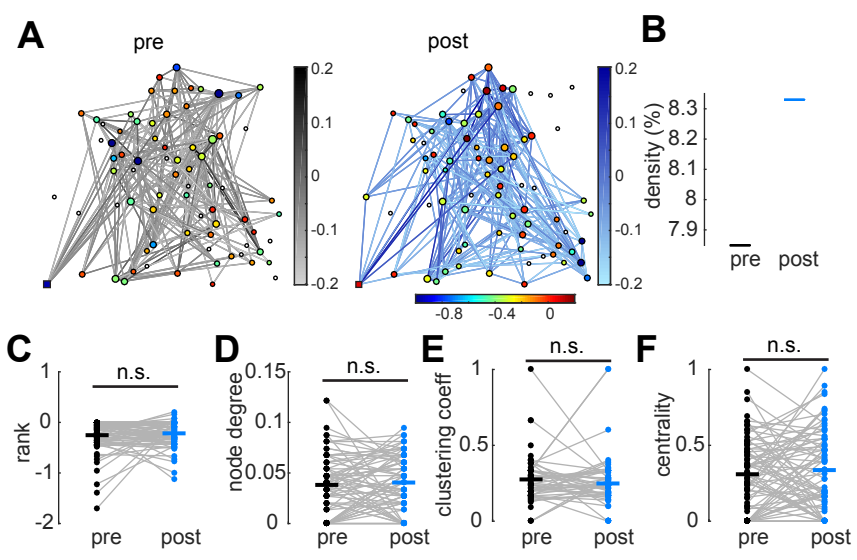 A
pre
post
B
0.2
0.1
0
-0.1
-0.2
0.2
0.1
0
-0.1
-0.2
-0.8
-0.4
0
density (%)
8.3
8.2
8.1
8
7.9
pre
post
C
n.s.
rank
0
-1
-2
pre
post
D
n.s.
node degree
0.15
0.1
0.05
0
pre
post
E
n.s.
clustering coeff
1
0.5
0
pre
post
F
n.s.
centrality
1
0.5
0
pre
post